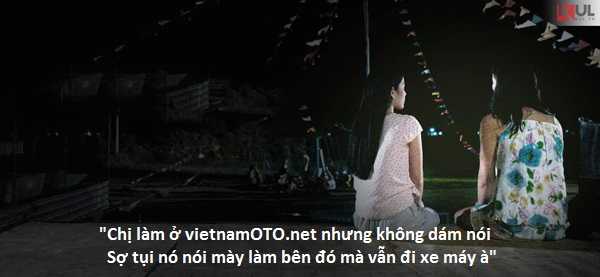 LXUL
"Chị làm ở vietnamOTO.net nhưng không dám nói
Sợ tụi nó nói mày làm bên đó mà vẫn đi xe máy à"